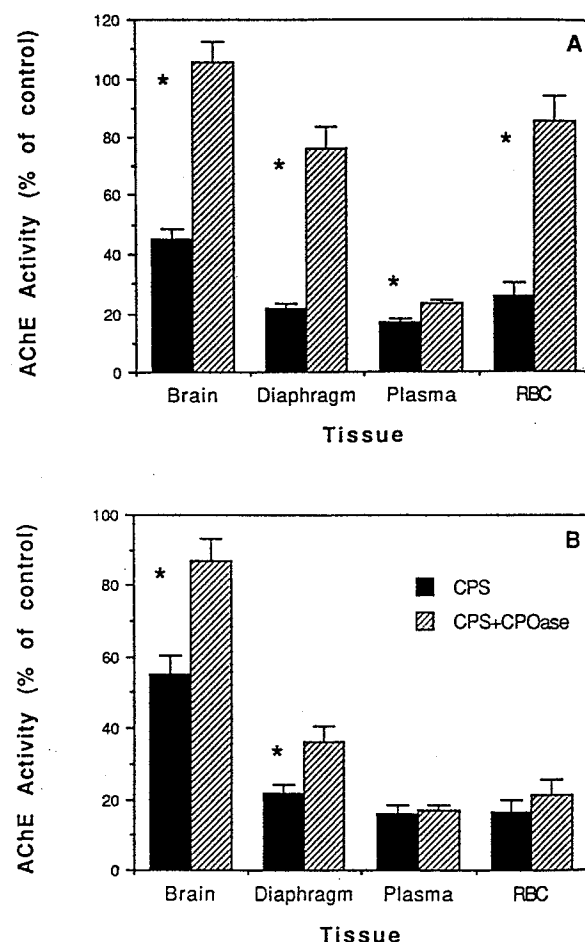 A
120
100
80
60
40
20
0
AChE Activity (% of control)
* * * *
Brain Diaphragm Plasma RBC
Tissue
B
100
80
60
40
20
0
AChE Activity (% of control)
* *
CPS
CPS+CPOase
Brain Diaphragm Plasma RBC
Tissue